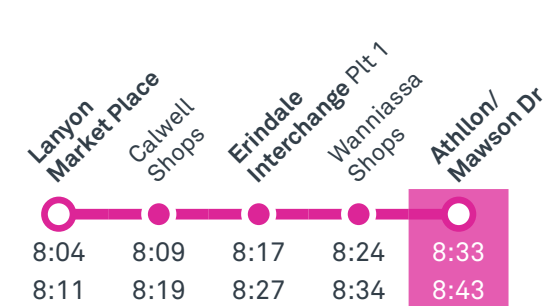 Lanyon
Market Place
Calwell
Shops
Erindale
Interchange Plt 1
Wanniassa
Shops
Athllon/
Mawson Dr
8:04 8:09 8:17 8:24 8:33
8:11 8:19 8:27 8:34 8:43